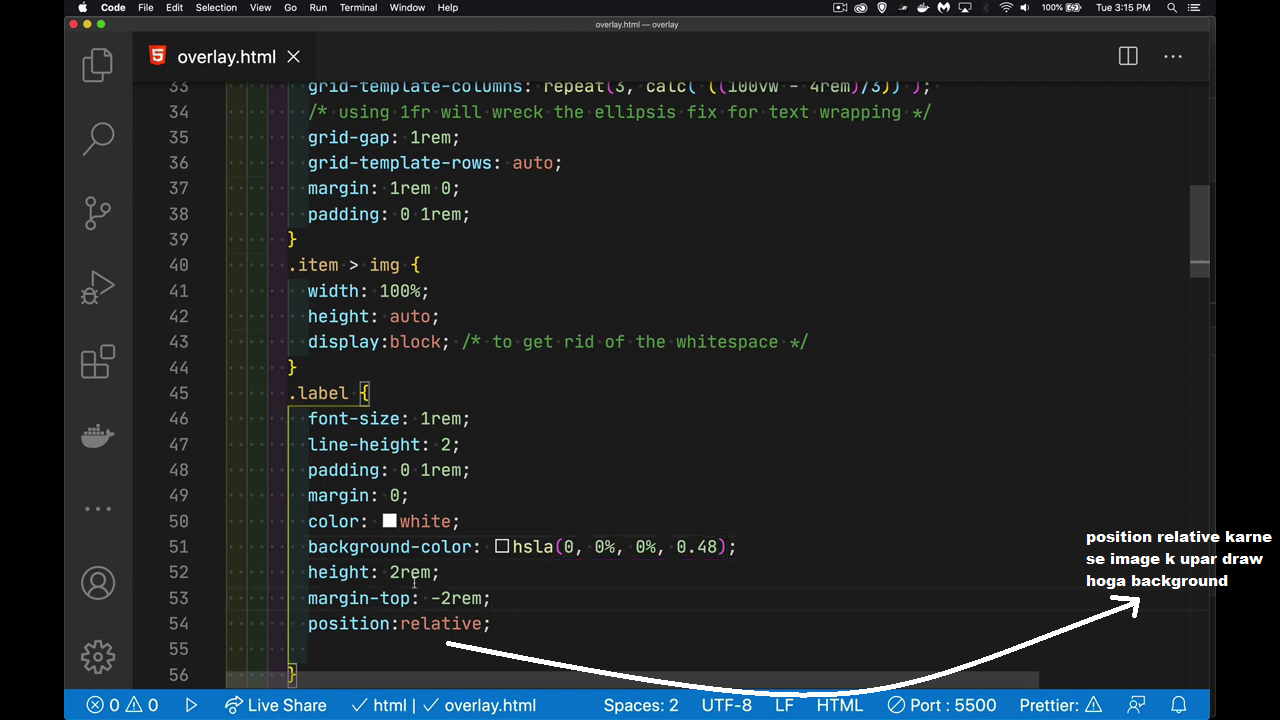 Code File Edit Selection View Go Run Terminal Window Help 100% Tue 3:15 PM
overlay.html — overlay
overlay.html
33 grid-template-columns: repeat(3, calc( ((100vw - 4rem)/3)) );
34 /* using 1fr will wreck the ellipsis fix for text wrapping */
35 grid-gap: 1rem;
36 grid-template-rows: auto;
37 margin: 1rem 0;
38 padding: 0 1rem;
39 }
40 .item > img {
41 width: 100%;
42 height: auto;
43 display:block; /* to get rid of the whitespace */
44 }
45 .label {
46 font-size: 1rem;
47 line-height: 2;
48 padding: 0 1rem;
49 margin: 0;
50 color: white;
51 background-color: hsla(0, 0%, 0%, 0.48);
52 height: 2rem;
53 margin-top: -2rem;
54 position:relative;
55
56 }
position relative karne
se image k upar draw
hoga background
0 0 Live Share html | overlay.html Spaces: 2 UTF-8 LF HTML Port : 5500 Prettier: